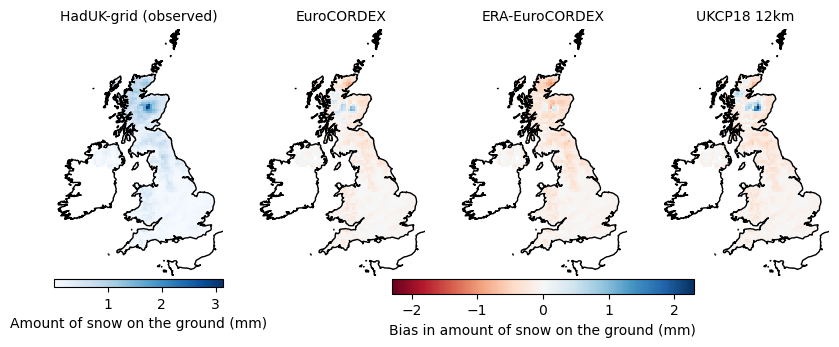 HadUK-grid (observed)
EuroCORDEX
ERA-EuroCORDEX
UKCP18 12km
1 2 3
Amount of snow on the ground (mm)
−2 −1 0 1 2
Bias in amount of snow on the ground (mm)